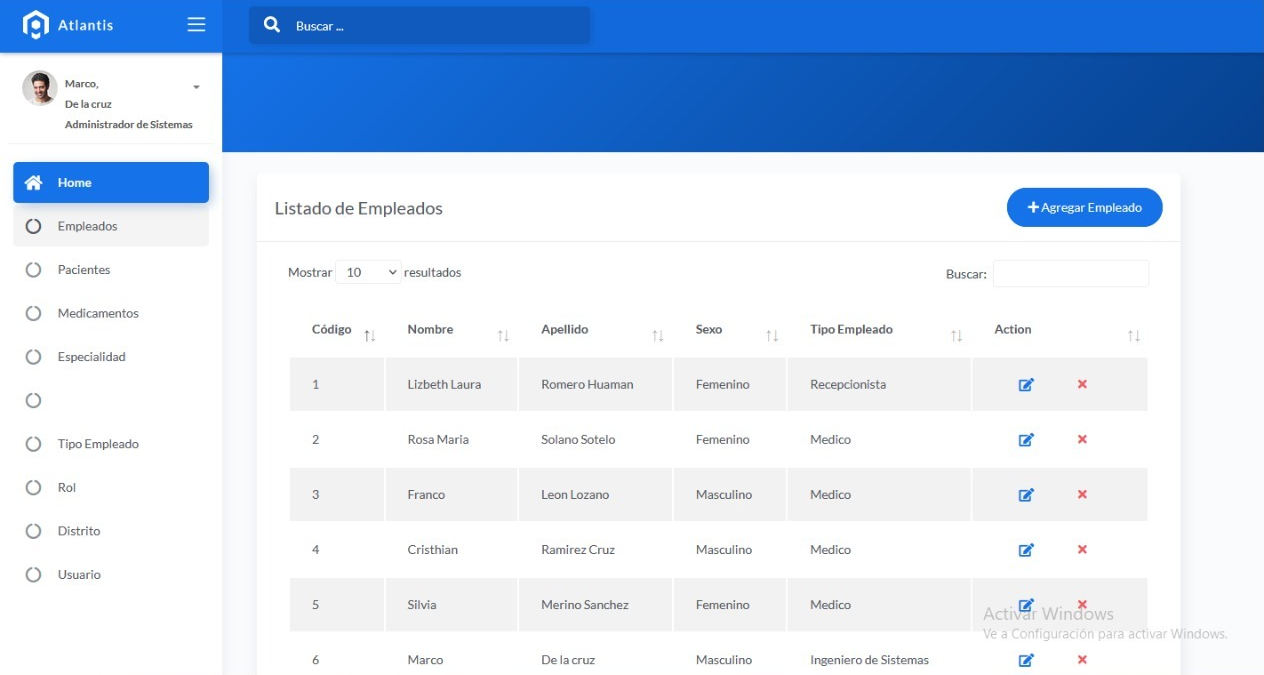 Atlantis
Buscar ...
Marco,
De la cruz
Administrador de Sistemas
Home
Empleados
Pacientes
Medicamentos
Especialidad
Tipo Empleado
Rol
Distrito
Usuario
Listado de Empleados
Agregar Empleado
Mostrar 10 resultados
Buscar:
Código Nombre Apellido Sexo Tipo Empleado Action
1 Lizbeth Laura Romero Huaman Femenino Recepcionista
2 Rosa Maria Solano Sotelo Femenino Medico
3 Franco Leon Lozano Masculino Medico
4 Cristhian Ramirez Cruz Masculino Medico
5 Silvia Merino Sanchez Femenino Medico
6 Marco De la cruz Masculino Ingeniero de Sistemas
Activar Windows
Ve a Configuración para activar Windows.